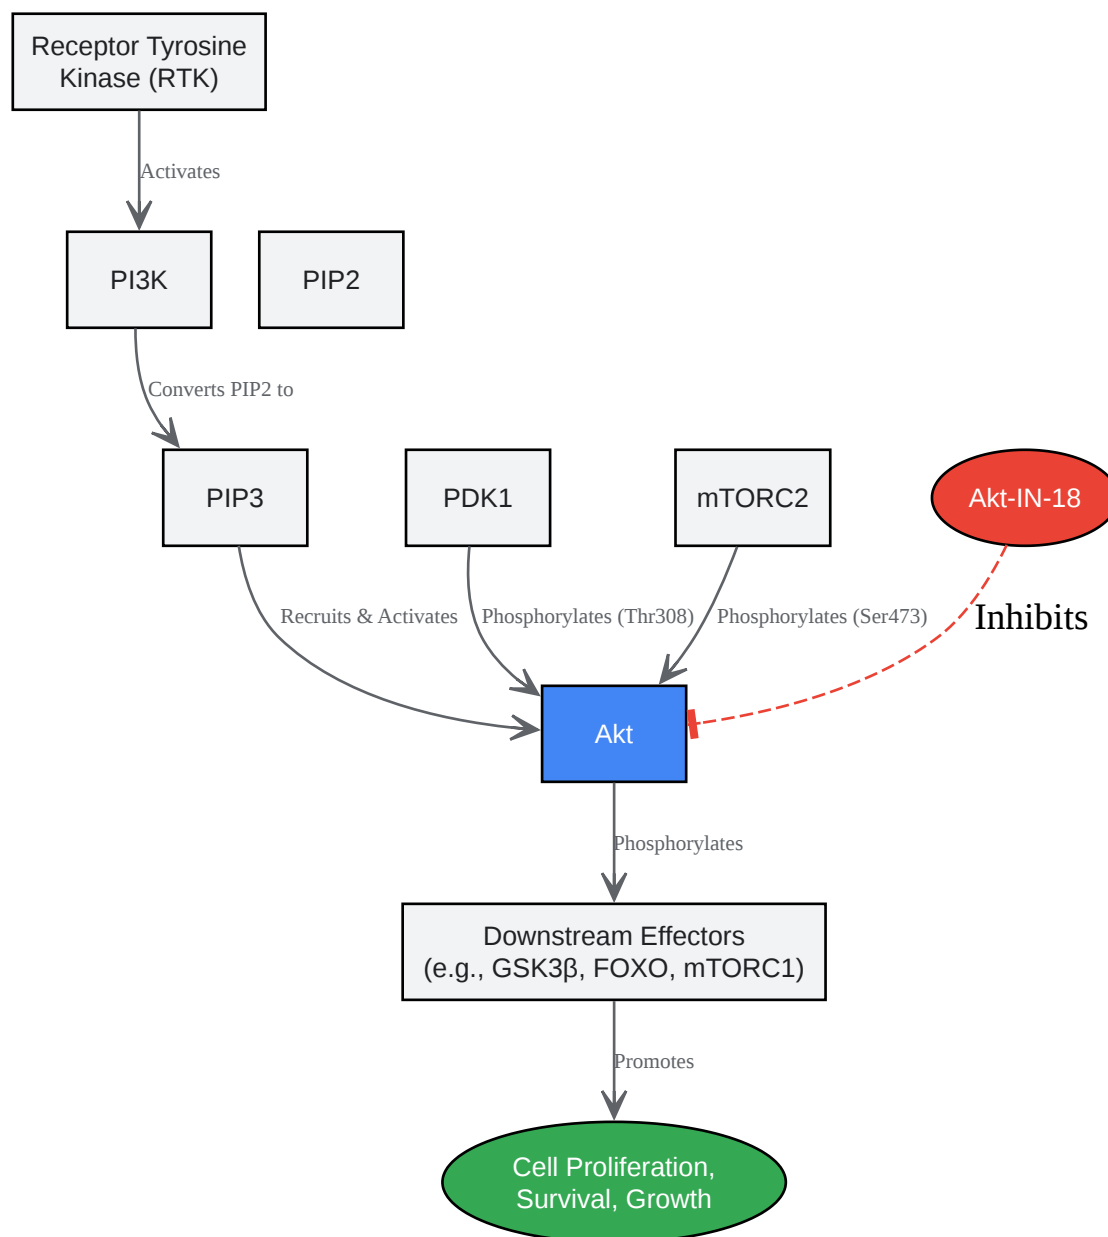 Receptor Tyrosine
Kinase (RTK)
Activates
PI3K
PIP2
Converts PIP2 to
PIP3
PDK1
mTORC2
Akt-IN-18
Recruits & Activates
Phosphorylates (Thr308)
Phosphorylates (Ser473)
Inhibits
Akt
Phosphorylates
Downstream Effectors
(e.g., GSK3β, FOXO, mTORC1)
Promotes
Cell Proliferation,
Survival, Growth